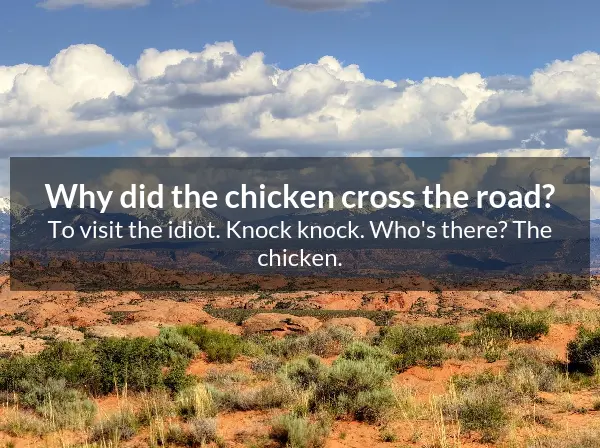 Why did the chicken cross the road?
To visit the idiot. Knock knock. Who's there? The
chicken.